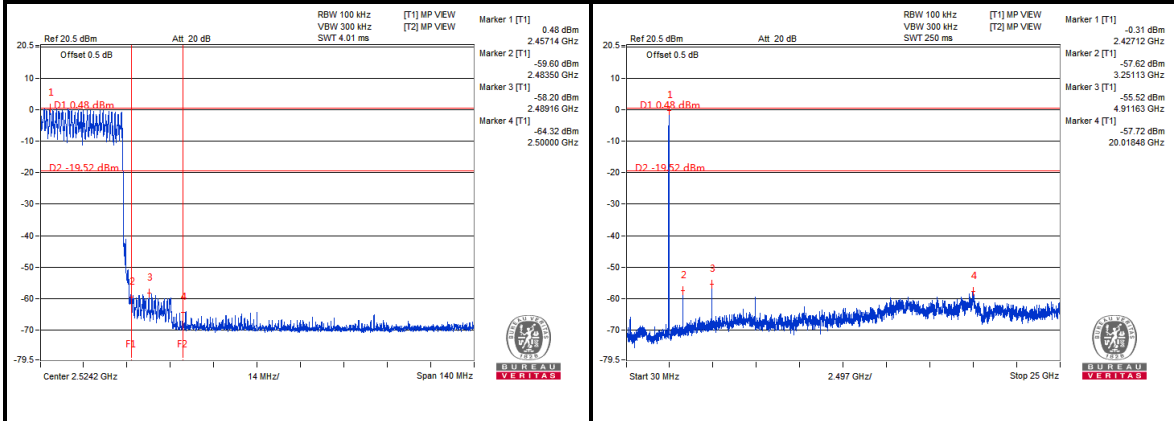 RBW 100 kHz [T1] MP VIEW
VBW 300 kHz [T2] MP VIEW
Ref 20.5 dBm Att 20 dB SWT 4.01 ms
20.5
Offset 0.5 dB
10
1
D1 0.48 dBm
0
-10
D2 -19.52 dBm
-20
-30
-40
-50
2 3
4
-60
-70
F1 F2
-79.5
Center 2.5242 GHz 14 MHz/ Span 140 MHz
Marker 1 [T1]
0.48 dBm
2.45714 GHz
Marker 2 [T1]
-59.60 dBm
2.48350 GHz
Marker 3 [T1]
-58.20 dBm
2.48916 GHz
Marker 4 [T1]
-64.32 dBm
2.50000 GHz
BUREAU VERITAS
1828
BUREAU
VERITAS
RBW 100 kHz [T1] MP VIEW
VBW 300 kHz [T2] MP VIEW
Ref 20.5 dBm Att 20 dB SWT 250 ms
20.5
Offset 0.5 dB
10
1
D1 0.48 dBm
0
-10
D2 -19.52 dBm
-20
-30
-40
-50
2 3 4
-60
-70
-79.5
Start 30 MHz 2.497 GHz/ Stop 25 GHz
Marker 1 [T1]
-0.31 dBm
2.42712 GHz
Marker 2 [T1]
-57.62 dBm
3.25113 GHz
Marker 3 [T1]
-55.52 dBm
4.91163 GHz
Marker 4 [T1]
-57.72 dBm
20.01848 GHz
BUREAU VERITAS
1828
BUREAU
VERITAS